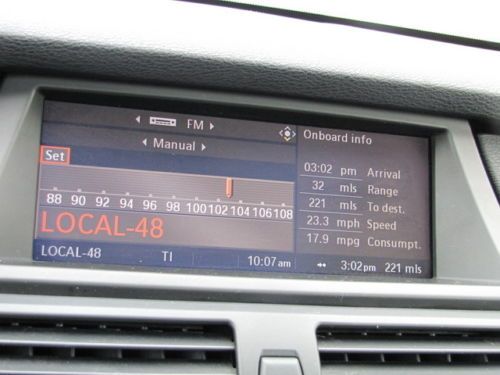 FM
Manual
Set
88 90 92 94 96 98 100 102 104 106 108
LOCAL-48
LOCAL-48 TI 10:07 am
Onboard info
03:02 pm Arrival
32 mls Range
221 mls To dest.
23.3 mph Speed
17.9 mpg Consumpt.
3:02 pm 221 mls